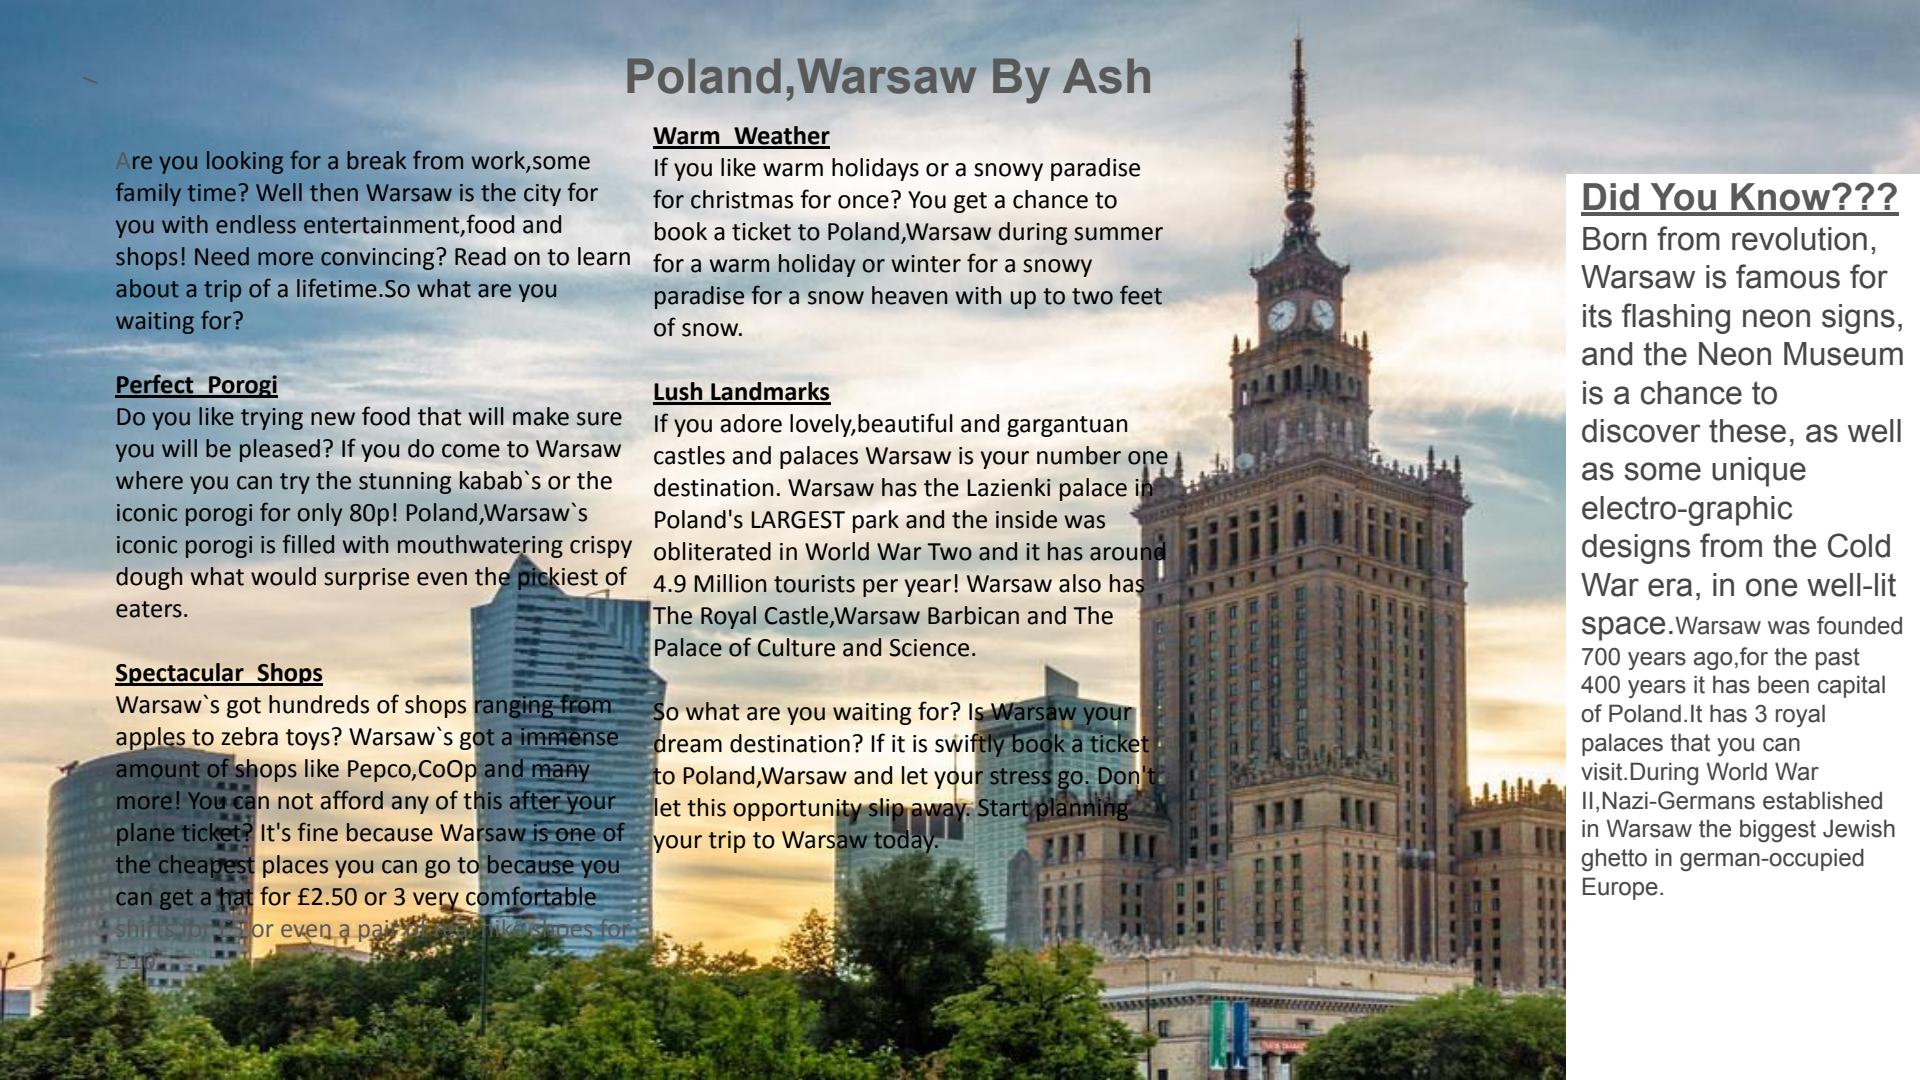 Poland,Warsaw By Ash
Are you looking for a break from work,some
family time? Well then Warsaw is the city for
you with endless entertainment,food and
shops! Need more convincing? Read on to learn
about a trip of a lifetime.So what are you
waiting for?
Perfect Porogi
Do you like trying new food that will make sure
you will be pleased? If you do come to Warsaw
where you can try the stunning kabab`s or the
iconic porogi for only 80p! Poland,Warsaw`s
iconic porogi is filled with mouthwatering crispy
dough what would surprise even the pickiest of
eaters.
Spectacular Shops
Warsaw`s got hundreds of shops ranging from
apples to zebra toys? Warsaw`s got a immense
amount of shops like Pepco,CoOp and many
more! You can not afford any of this after your
plane ticket? It's fine because Warsaw is one of
the cheapest places you can go to because you
can get a hat for £2.50 or 3 very comfortable
shirts for or even a pair of real nike shoes for
Warm Weather
If you like warm holidays or a snowy paradise
for christmas for once? You get a chance to
book a ticket to Poland,Warsaw during summer
for a warm holiday or winter for a snowy
paradise for a snow heaven with up to two feet
of snow.
Lush Landmarks
If you adore lovely,beautiful and gargantuan
castles and palaces Warsaw is your number one
destination. Warsaw has the Lazienki palace in
Poland's LARGEST park and the inside was
obliterated in World War Two and it has around
4.9 Million tourists per year! Warsaw also has
The Royal Castle,Warsaw Barbican and The
Palace of Culture and Science.
So what are you waiting for? Is Warsaw your
dream destination? If it is swiftly book a ticket
to Poland,Warsaw and let your stress go. Don't
let this opportunity slip away. Start planning
your trip to Warsaw today.
Did You Know???
Born from revolution,
Warsaw is famous for
its flashing neon signs,
and the Neon Museum
is a chance to
discover these, as well
as some unique
electro-graphic
designs from the Cold
War era, in one well-lit
space.Warsaw was founded
700 years ago,for the past
400 years it has been capital
of Poland.It has 3 royal
palaces that you can
visit.During World War
II,Nazi-Germans established
in Warsaw the biggest Jewish
ghetto in german-occupied
Europe.